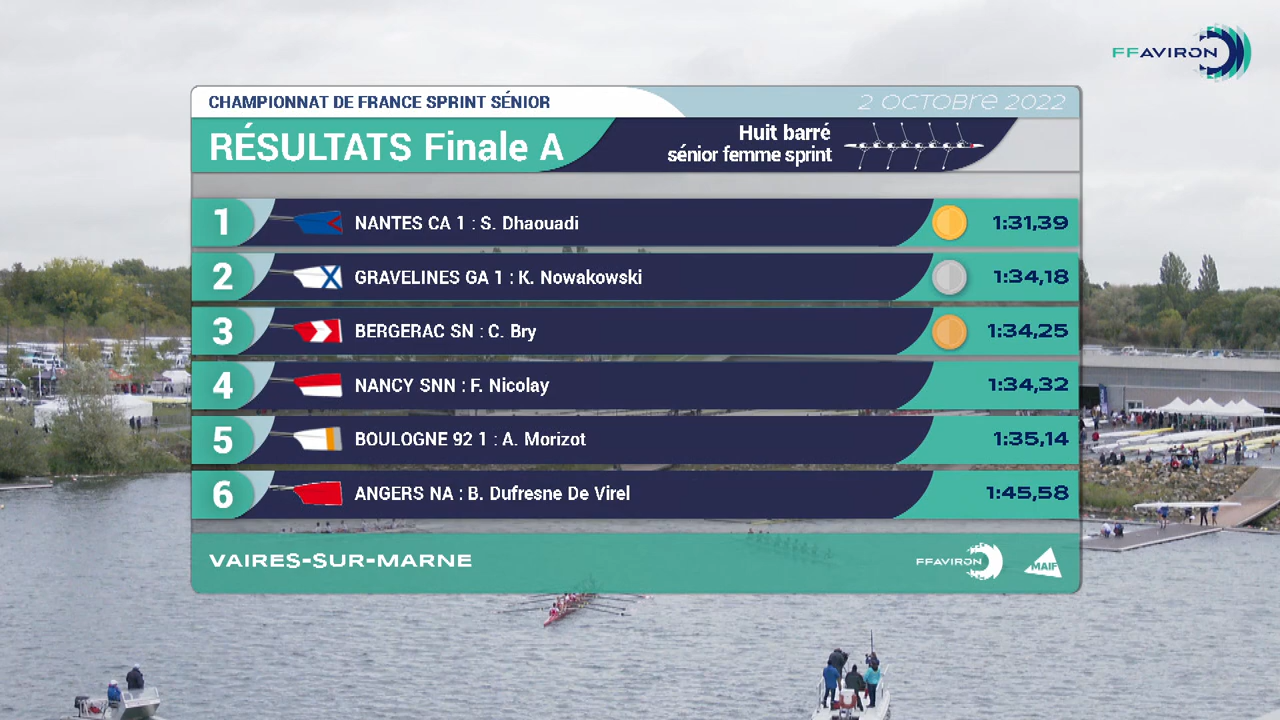 FFAVIRON
CHAMPIONNAT DE FRANCE SPRINT SÉNIOR
2 OCTOBRE 2022
RÉSULTATS Finale A
Huit barré
sénior femme sprint
1 NANTES CA 1 : S. Dhaouadi 1:31,39
2 GRAVELINES GA 1 : K. Nowakowski 1:34,18
3 BERGERAC SN : C. Bry 1:34,25
4 NANCY SNN : F. Nicolay 1:34,32
5 BOULOGNE 92 1 : A. Morizot 1:35,14
6 ANGERS NA : B. Dufresne De Virel 1:45,58
VAIRES-SUR-MARNE
FFAVIRON
MAIF